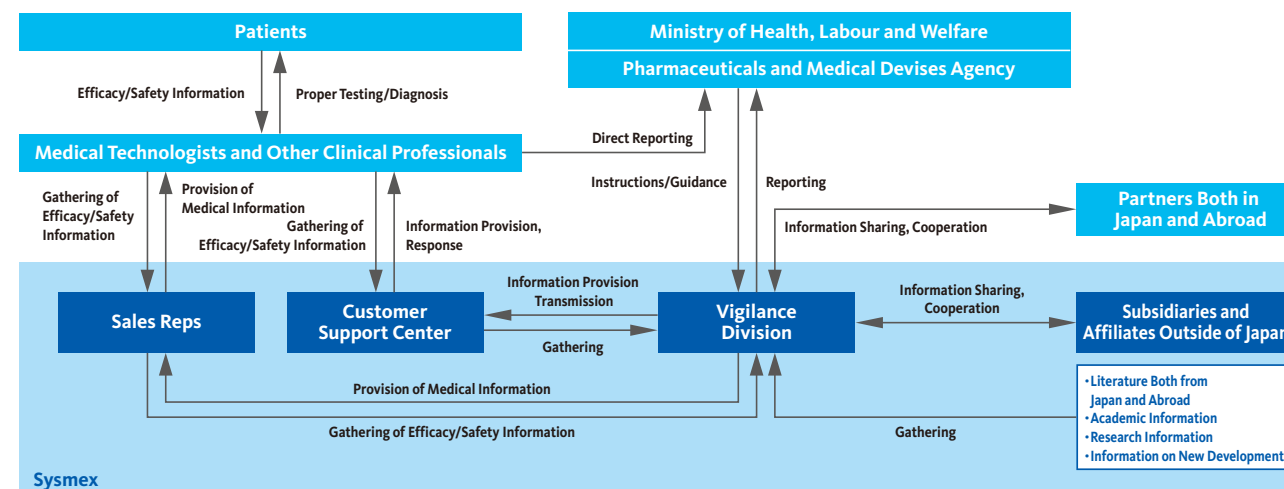 Patients
Ministry of Health, Labour and Welfare
Pharmaceuticals and Medical Devises Agency
Efficacy/Safety Information
Proper Testing/Diagnosis
Direct Reporting
Medical Technologists and Other Clinical Professionals
Gathering of
Efficacy/Safety
Information
Provision of
Medical Information
Gathering of
Efficacy/Safety Information
Information Provision,
Response
Instructions/Guidance
Reporting
Information Sharing, Cooperation
Partners Both in
Japan and Abroad
Sales Reps
Customer
Support Center
Information Provision
Transmission
Gathering
Vigilance
Division
Information Sharing,
Cooperation
Subsidiaries and
Affiliates Outside of Japan
Provision of Medical Information
Gathering of Efficacy/Safety Information
Gathering
・Literature Both from
Japan and Abroad
・Academic Information
・Research Information
・Information on New Development
Sysmex